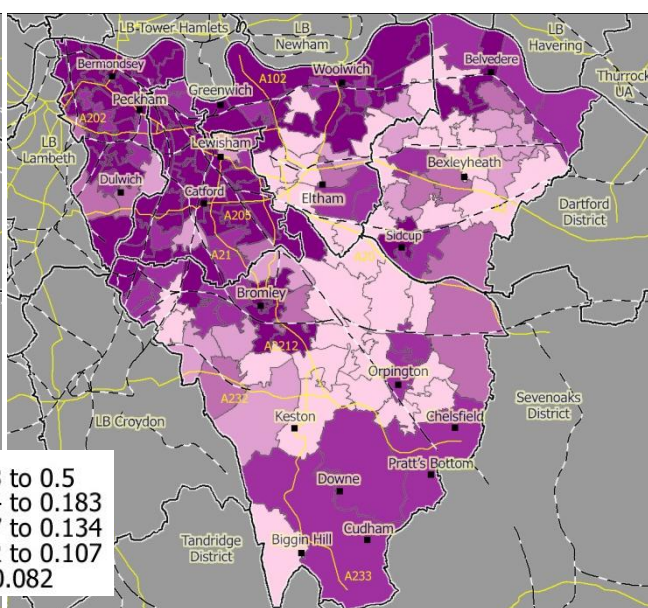 LB Tower Hamlets
LB
Newham
LB
Havering
Bermondsey
Woolwich
Belvedere
A102
Thurrock
UA
Greenwich
Peckham
A202
LB
Lambeth
Lewisham
Bexleyheath
Dulwich
Catford
Eltham
A205
Dartford
District
Sidcup
A21
Bromley
Orpington
A232
Sevenoaks
District
LB Croydon
Keston
Chelsfield
to 0.5
Pratt's Bottom
to 0.183
Downe
to 0.134
to 0.107
Tandridge
District
Cudham
Biggin Hill
0.082
A233